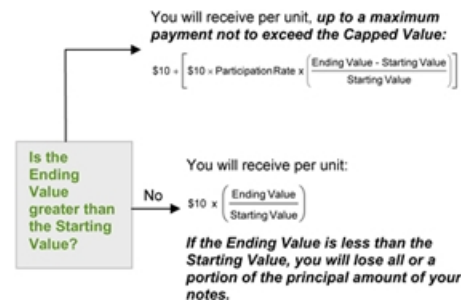 You will receive per unit, up to a maximum
payment not to exceed the Capped Value:
$10 + [ $10 × Participation Rate x ( Ending Value - Starting Value
Starting Value ) ]
Is the
Ending
Value
greater than
the Starting
Value?
No
You will receive per unit:
$10 x ( Ending Value
Starting Value )
If the Ending Value is less than the
Starting Value, you will lose all or a
portion of the principal amount of your
notes.